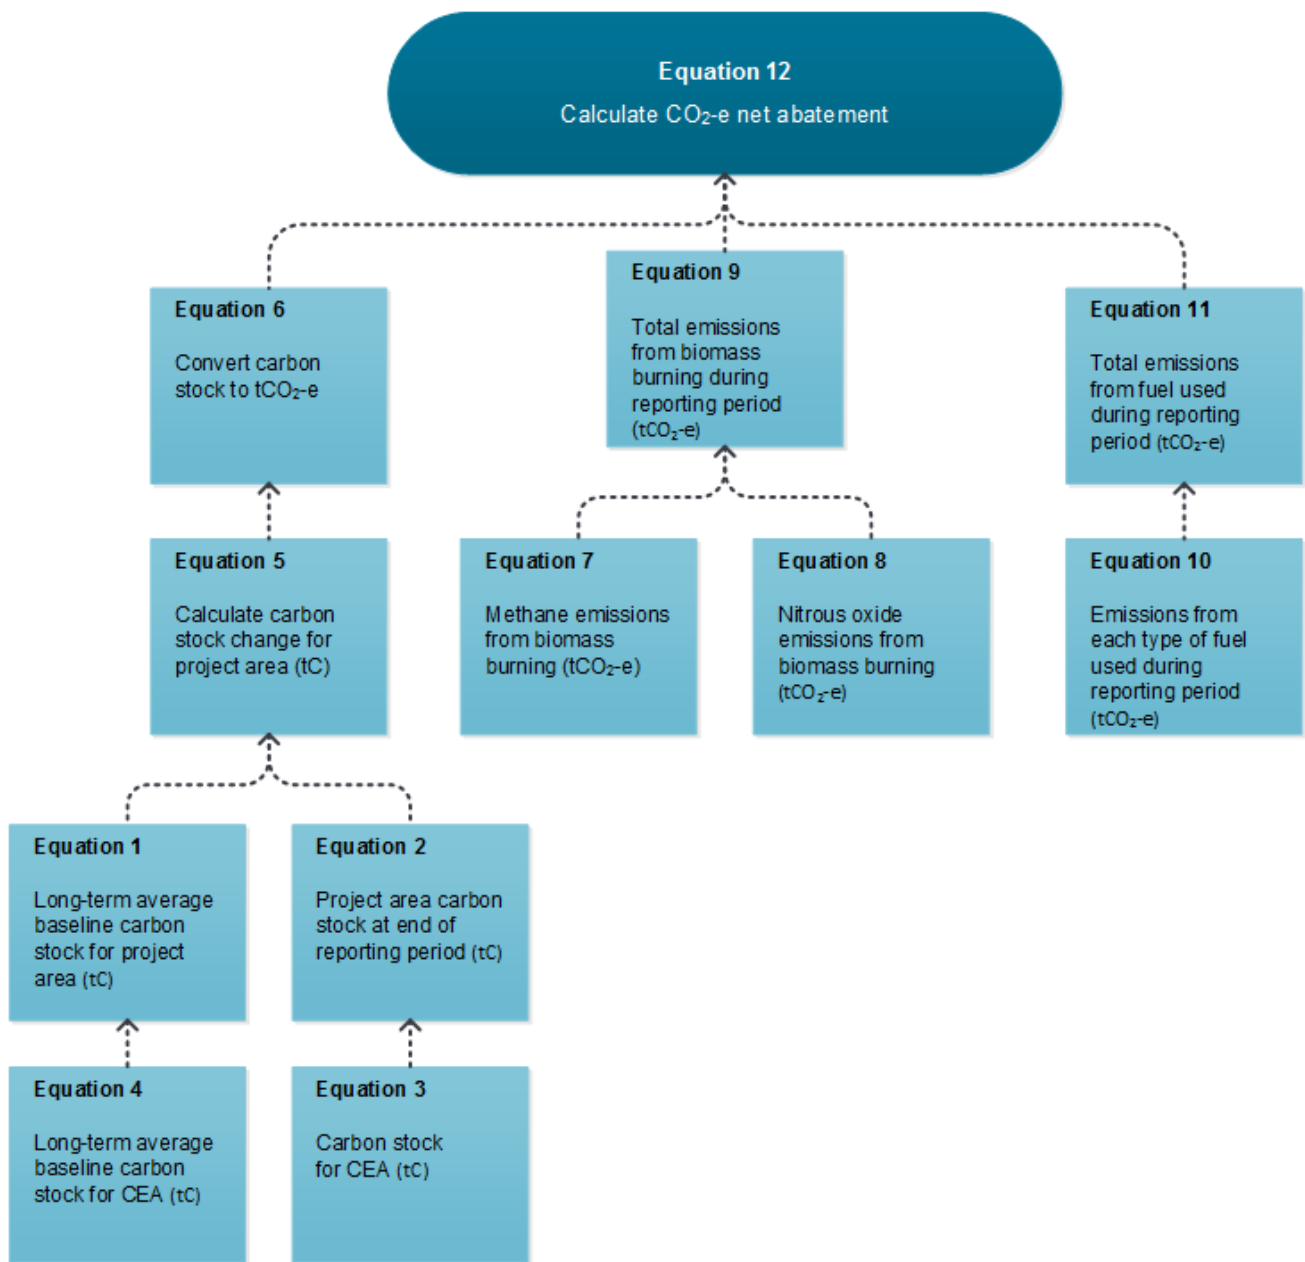 Equation 12
Calculate CO₂-e net abatement
Equation 6
Convert carbon
stock to tCO₂-e
Equation 9
Total emissions
from biomass
burning during
reporting period
(tCO₂-e)
Equation 11
Total emissions
from fuel used
during reporting
period (tCO₂-e)
Equation 5
Calculate carbon
stock change for
project area (tC)
Equation 7
Methane emissions
from biomass
burning (tCO₂-e)
Equation 8
Nitrous oxide
emissions from
biomass burning
(tCO₂-e)
Equation 10
Emissions from
each type of fuel
used during
reporting period
(tCO₂-e)
Equation 1
Long-term average
baseline carbon
stock for project
area (tC)
Equation 2
Project area carbon
stock at end of
reporting period (tC)
Equation 4
Long-term average
baseline carbon
stock for CEA (tC)
Equation 3
Carbon stock
for CEA (tC)